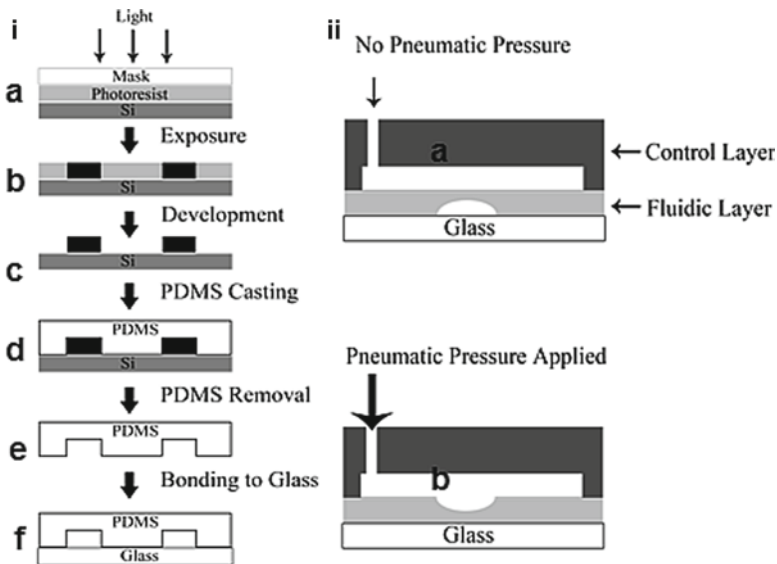 i
Light
a
Mask
Photoresist
Si
Exposure
b
Si
Development
c
Si
PDMS Casting
d
PDMS
Si
PDMS Removal
e
PDMS
Bonding to Glass
f
PDMS
Glass
ii
No Pneumatic Pressure
a
Control Layer
Fluidic Layer
Glass
Pneumatic Pressure Applied
b
Glass